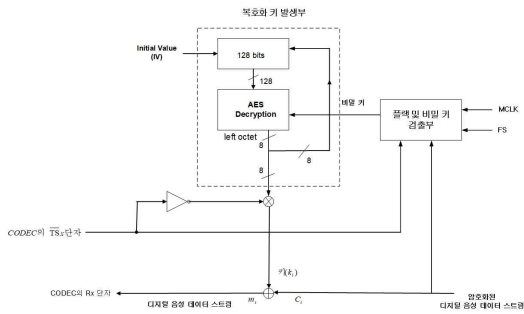 복호화 키 발생부
Initial Value
(IV)
128 bits
128
AES
Decryption
left octet
8
8
8
비밀 키
플랙 및 비밀 키
검출부
MCLK
FS
CODEC의 TSx단자
g(k_i)
CODEC의 Rx 단자
디지털 음성 데이터 스트림
m_i
C_i
암호화된
디지털 음성 데이터 스트림